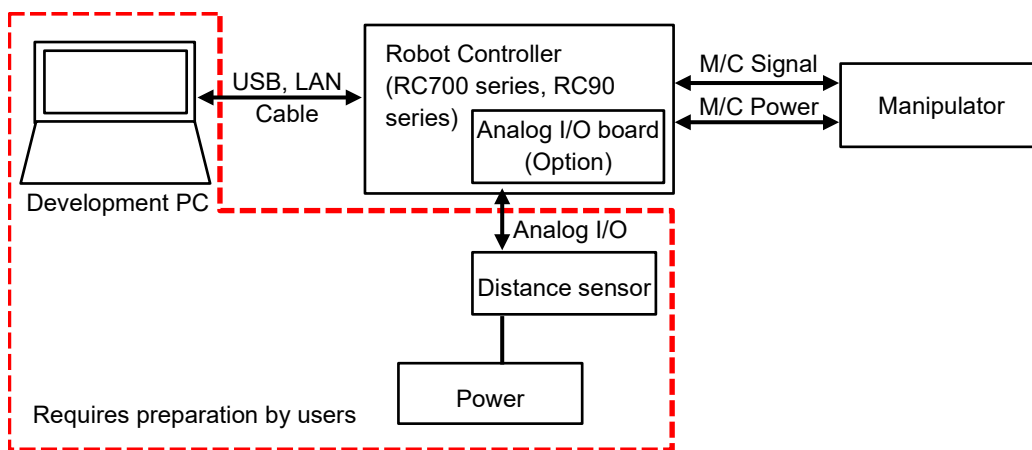 Robot Controller
(RC700 series, RC90
series)
Analog I/O board
(Option)
USB, LAN
Cable
M/C Signal
M/C Power
Manipulator
Development PC
Analog I/O
Distance sensor
Power
Requires preparation by users